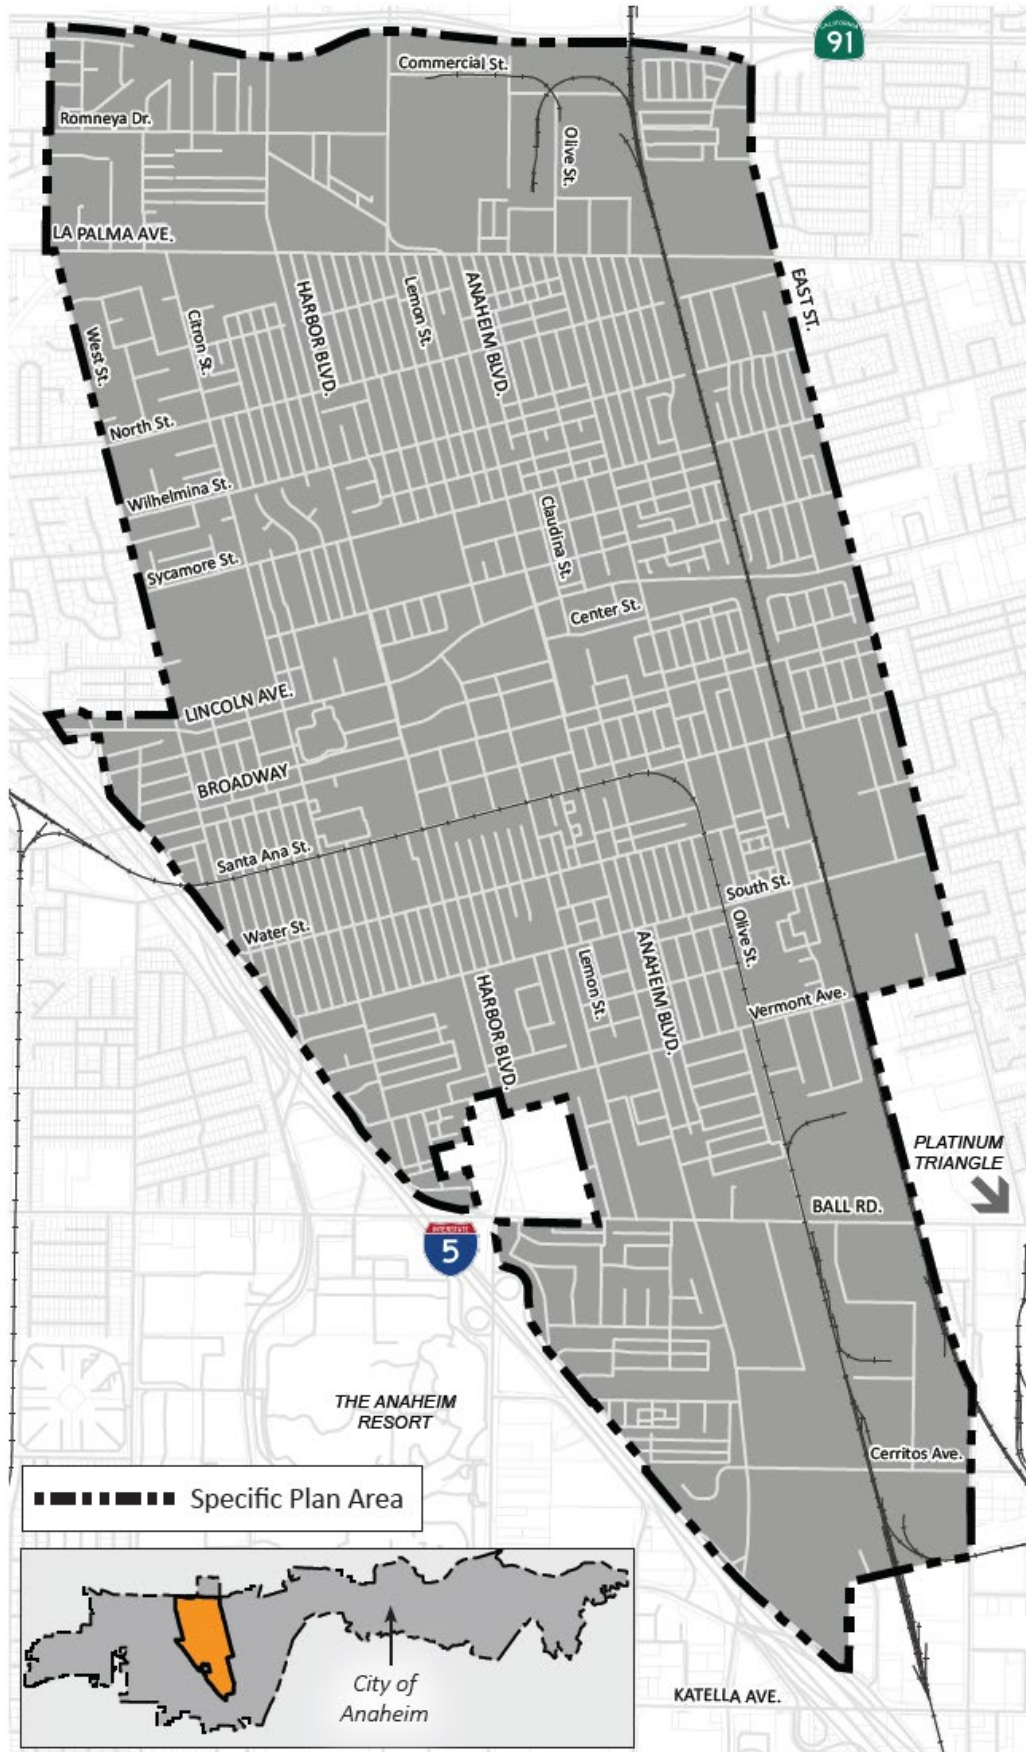 CALIFORNIA
91
Commercial St.
Romneya Dr.
Olive St.
LA PALMA AVE.
EAST ST.
HARBOR BLVD.
Lemon St.
ANAHEIM BLVD.
Citron St.
West St.
North St.
Wilhelmina St.
Claudina St.
Sycamore St.
Center St.
LINCOLN AVE.
BROADWAY
Santa Ana St.
South St.
Water St.
Olive St.
ANAHEIM BLVD.
Lemon St.
HARBOR BLVD.
Vermont Ave.
PLATINUM
TRIANGLE
BALL RD.
INTERSTATE
5
THE ANAHEIM
RESORT
Cerritos Ave.
Specific Plan Area
City of
Anaheim
KATELLA AVE.